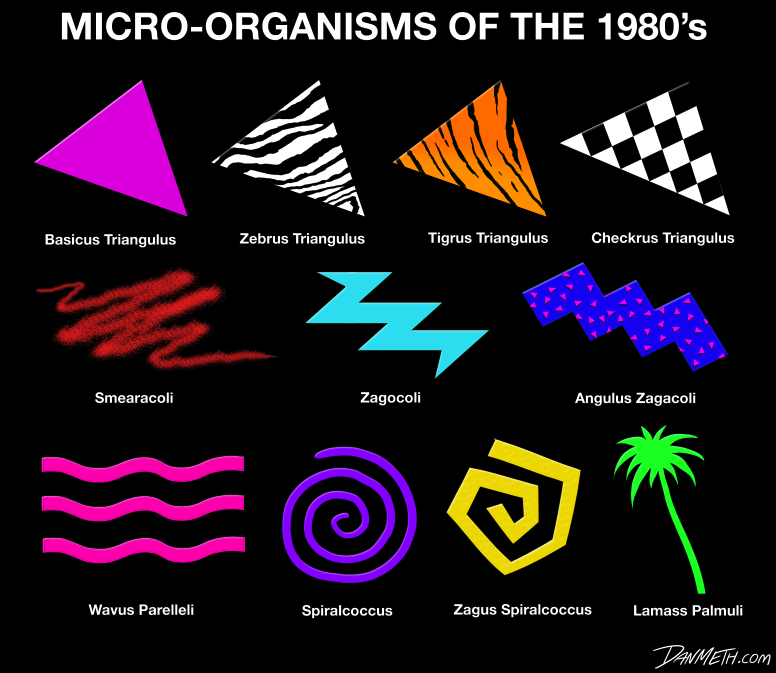 MICRO-ORGANISMS OF THE 1980's
Basicus Triangulus
Zebrus Triangulus
Tigrus Triangulus
Checkrus Triangulus
Smearacoli
Zagocoli
Angulus Zagacoli
Wavus Parelleli
Spiralcoccus
Zagus Spiralcoccus
Lamass Palmuli
DANMETH.COM